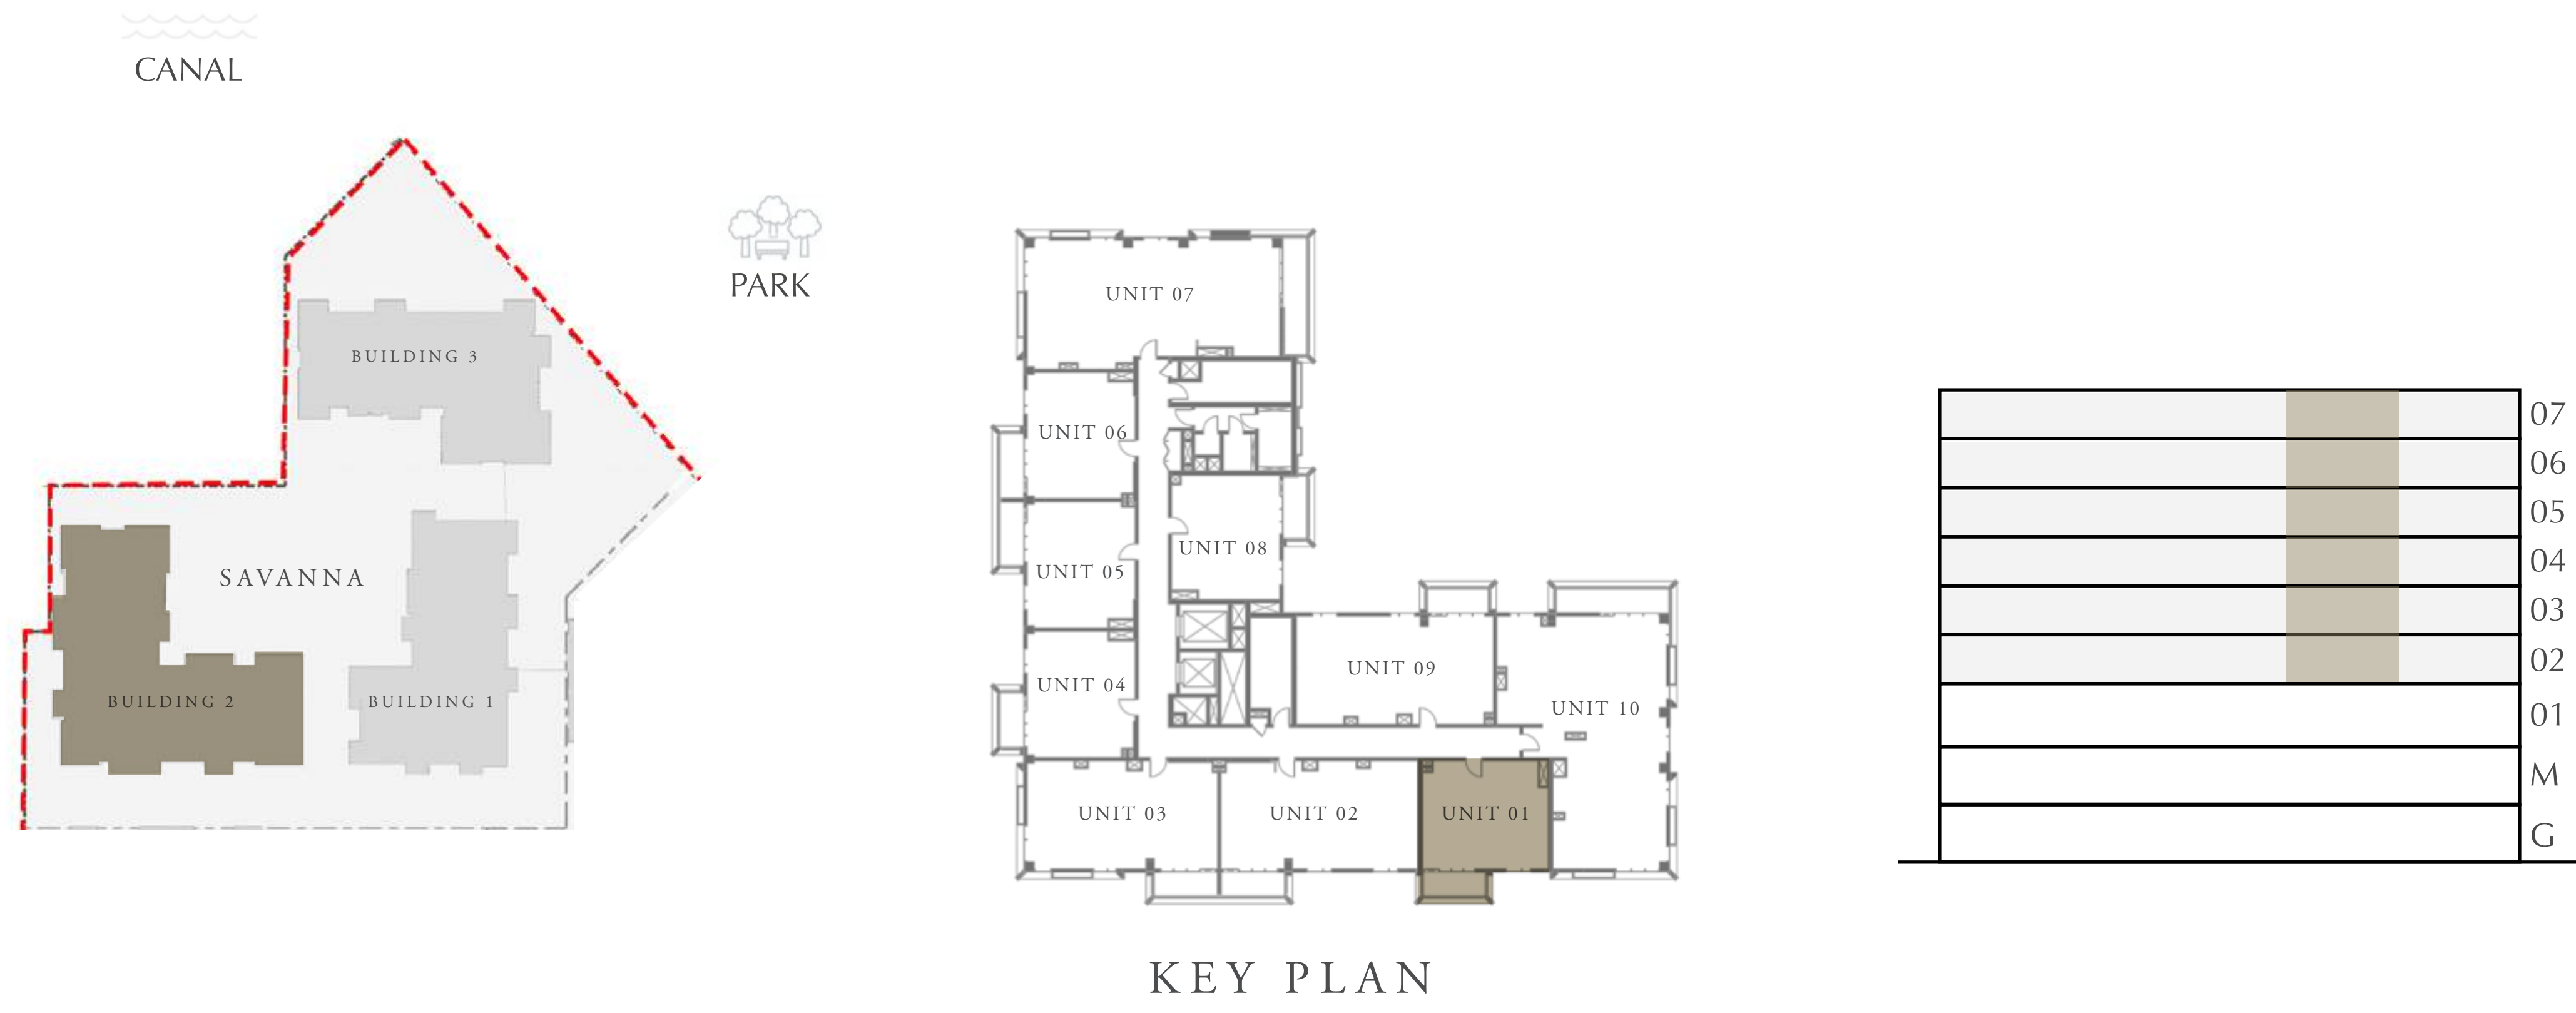 CANAL
PARK
BUILDING 3
SAVANNA
BUILDING 2
BUILDING 1
UNIT 07
UNIT 06
UNIT 08
UNIT 05
UNIT 09
UNIT 04
UNIT 10
UNIT 03
UNIT 02
UNIT 01
KEY PLAN
07
06
05
04
03
02
01
M
G